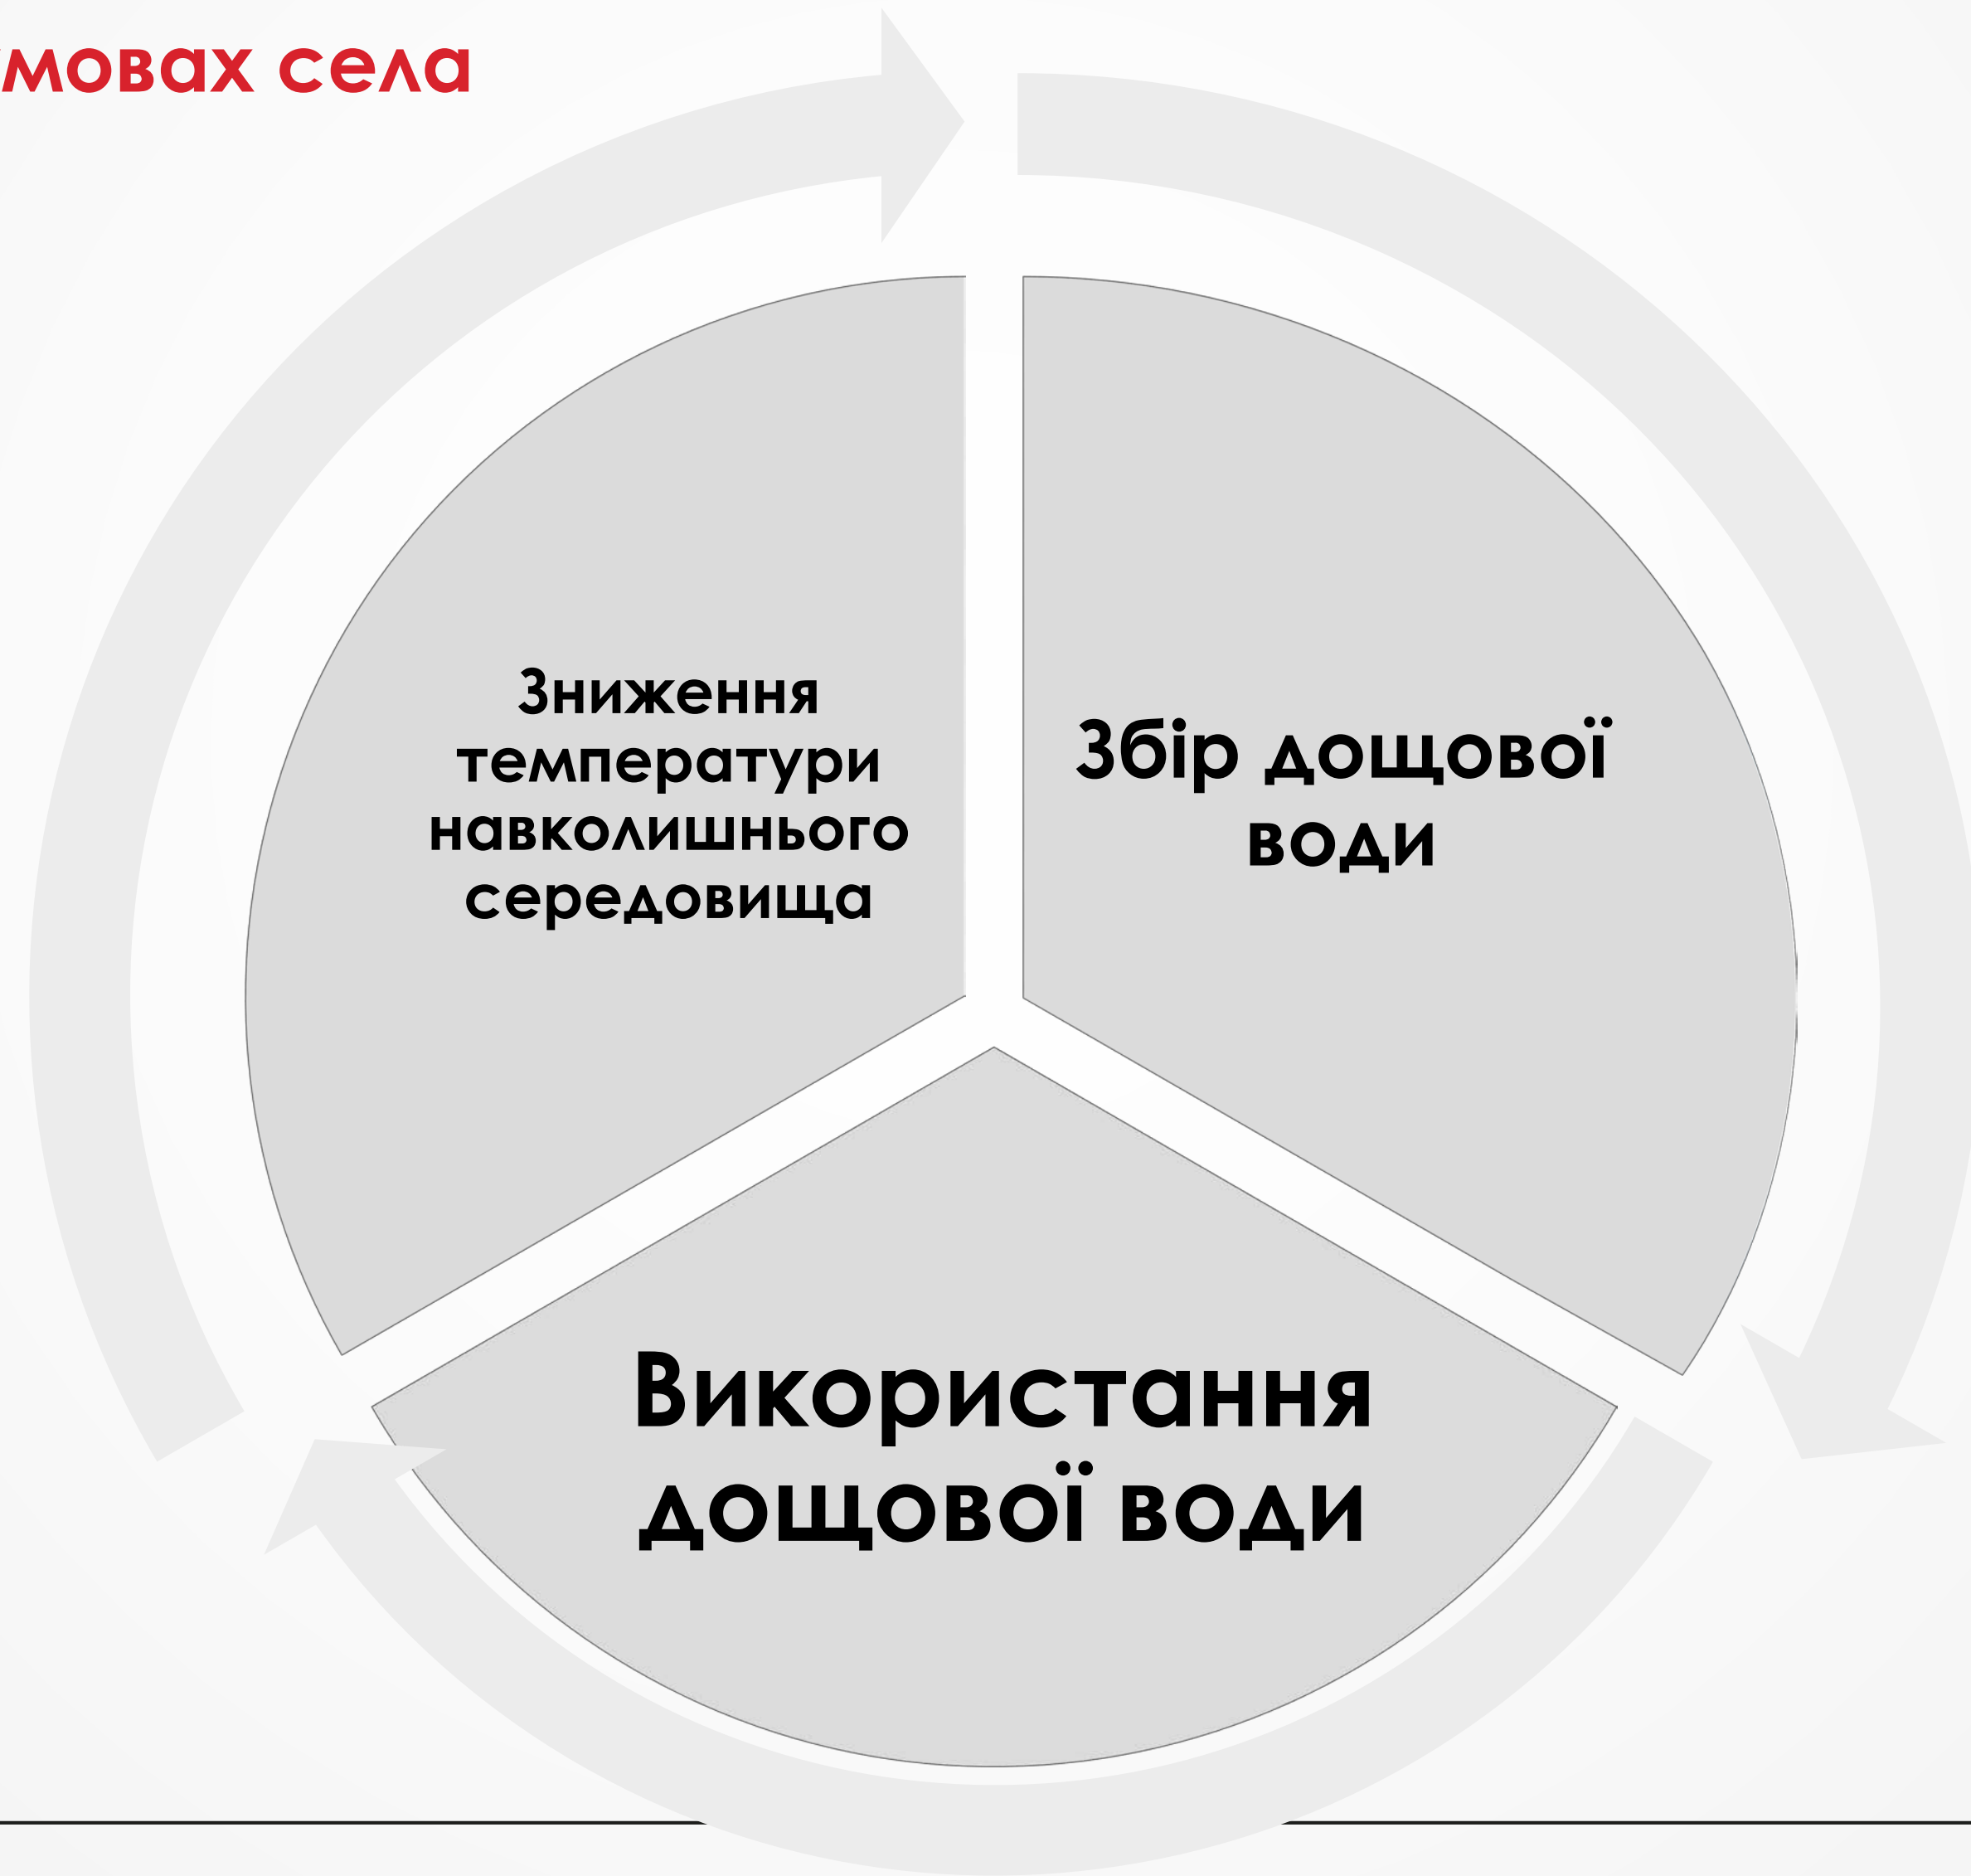 мовах села
Зниження
температури
навколишнього
середовища
Збір дощової
води
Використання
дощової води